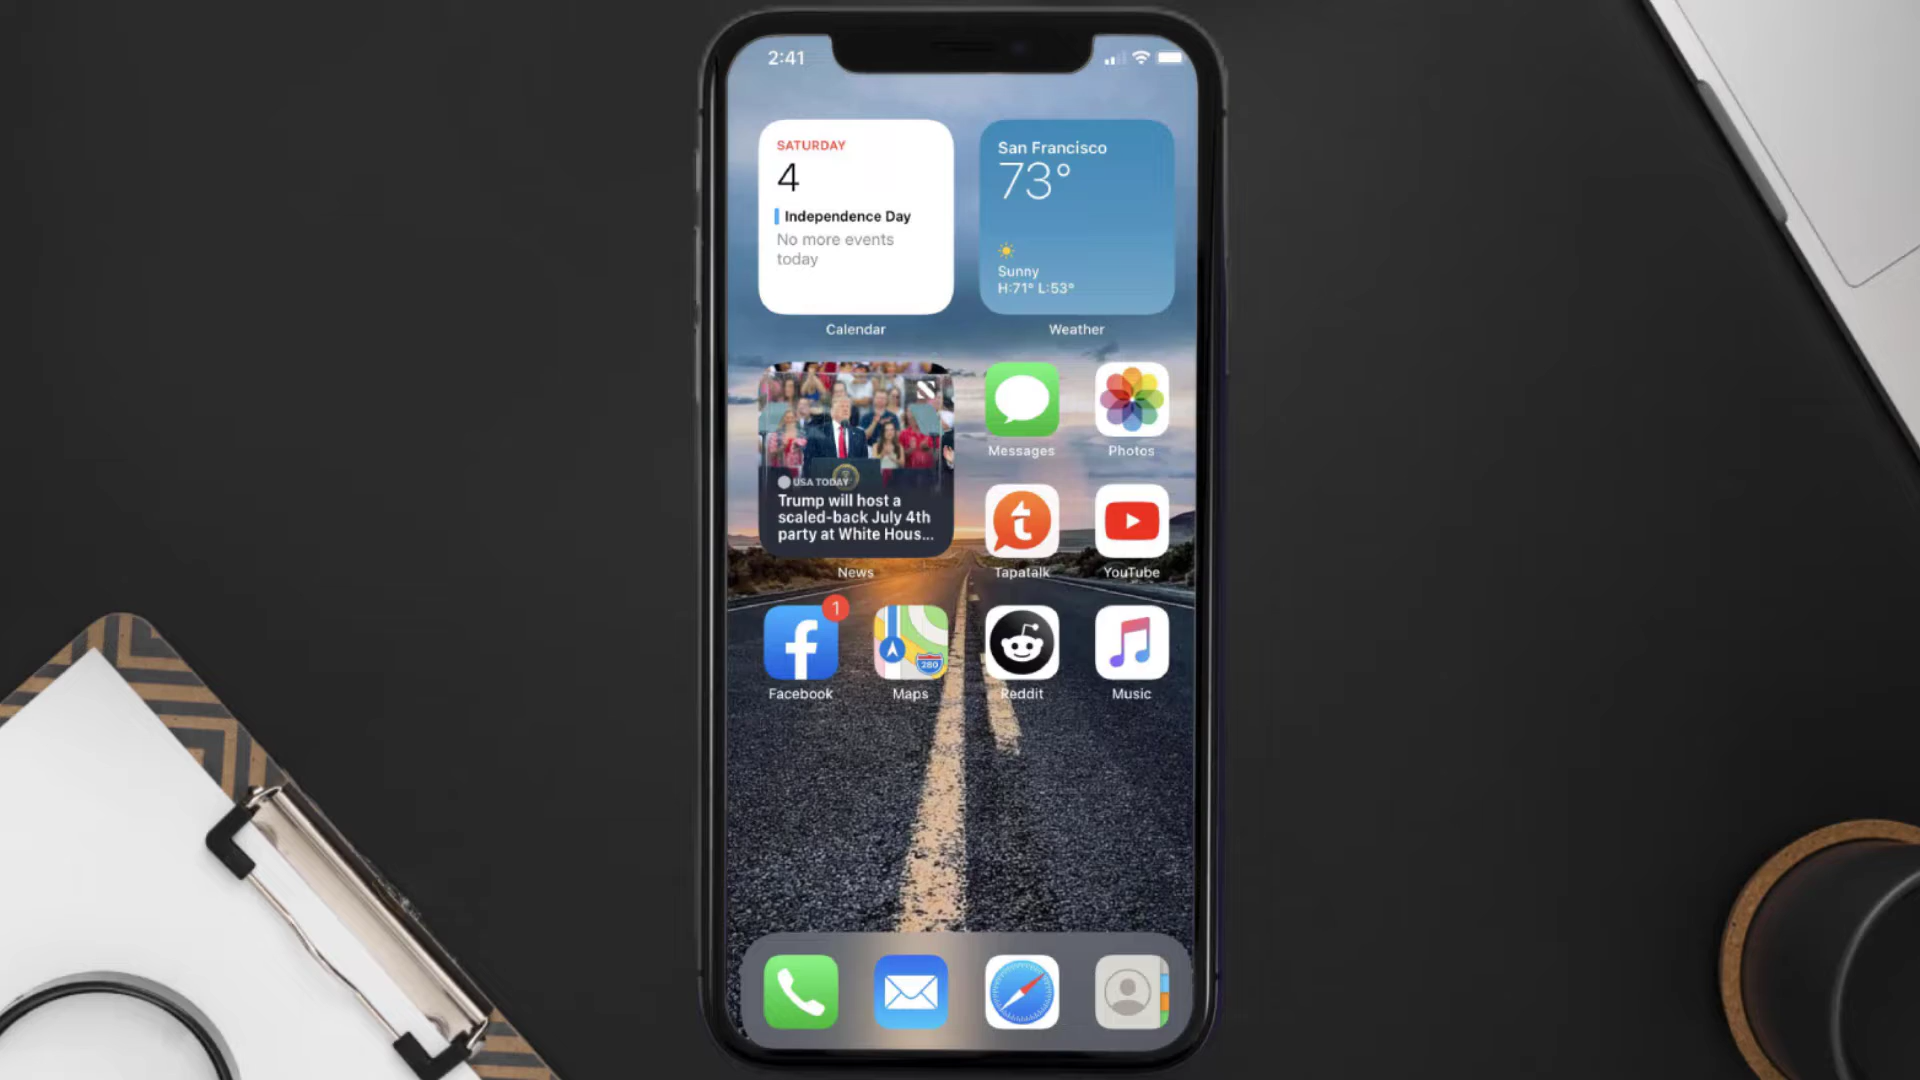 2:41
SATURDAY
4
Independence Day
No more events
today
Calendar
San Francisco
73°
Sunny
H:71° L:53°
Weather
USA TODAY
Trump will host a
scaled-back July 4th
party at White Hous...
News
Messages
Photos
Tapatalk
YouTube
1
Facebook
280
Maps
Reddit
Music